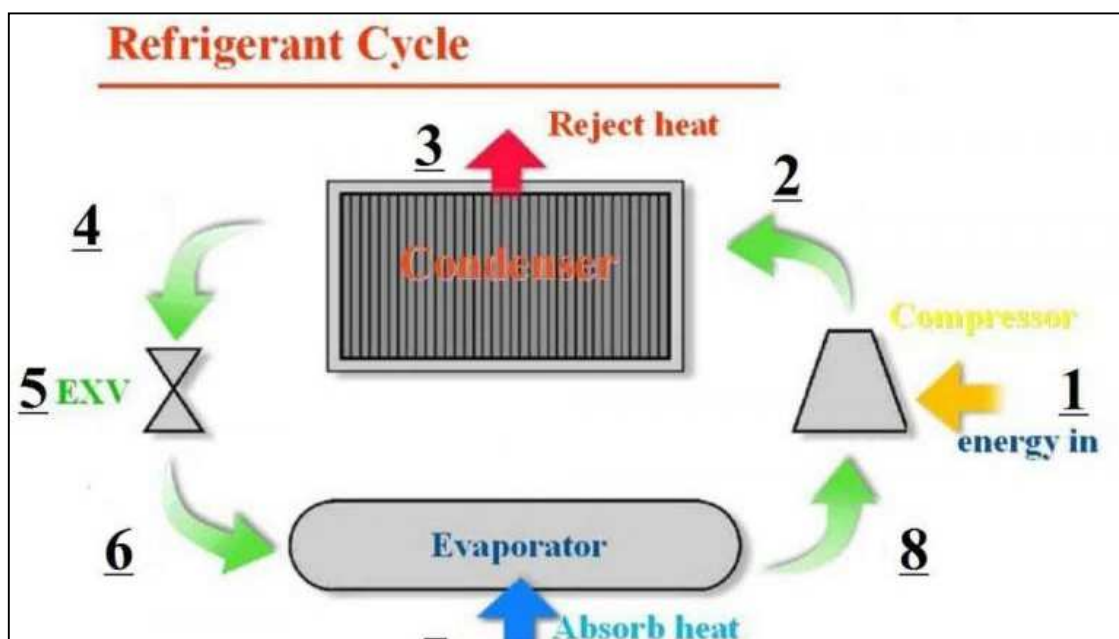 Refrigerant Cycle
Reject heat
3
2
4
Condenser
Compressor
5 EXV
1
energy in
6
Evaporator
8
Absorb heat